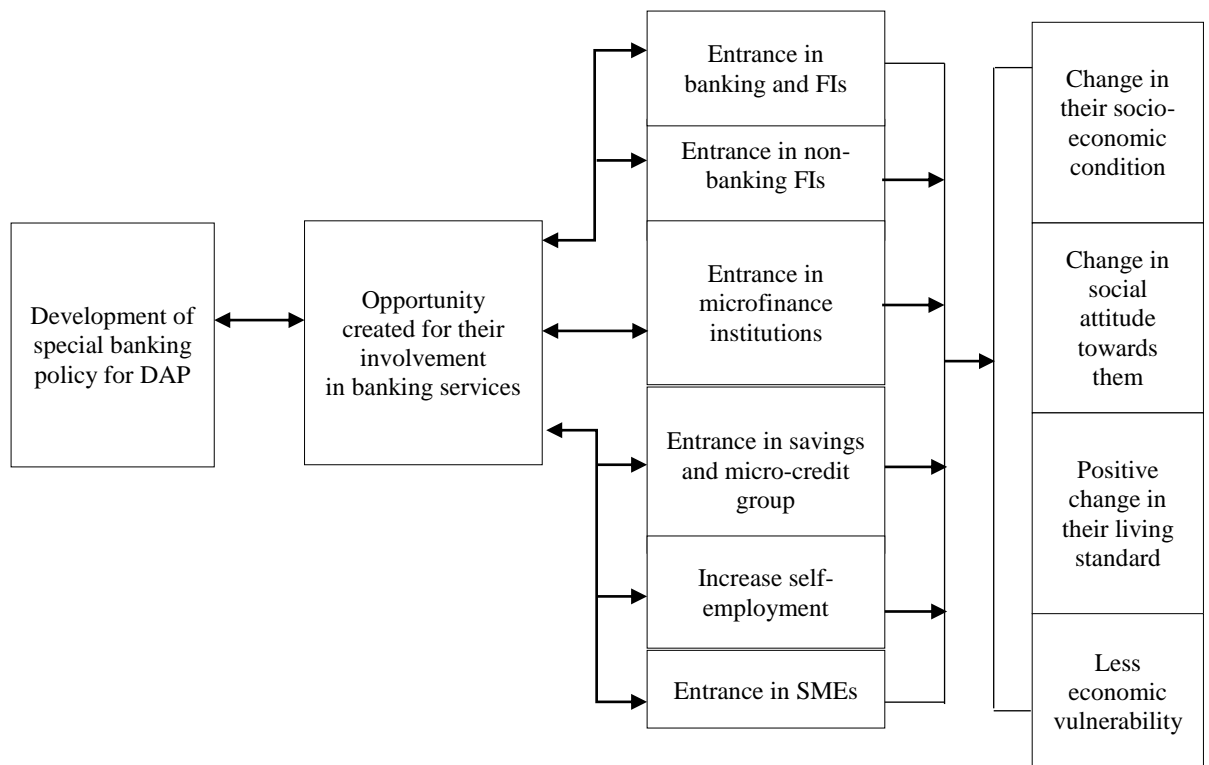 Development of
special banking
policy for DAP
Opportunity
created for their
involvement
in banking services
Entrance in
banking and FIs
Entrance in non-
banking FIs
Entrance in
microfinance
institutions
Entrance in savings
and micro-credit
group
Increase self-
employment
Entrance in SMEs
Change in
their socio-
economic
condition
Change in
social
attitude
towards
them
Positive
change in
their living
standard
Less
economic
vulnerability